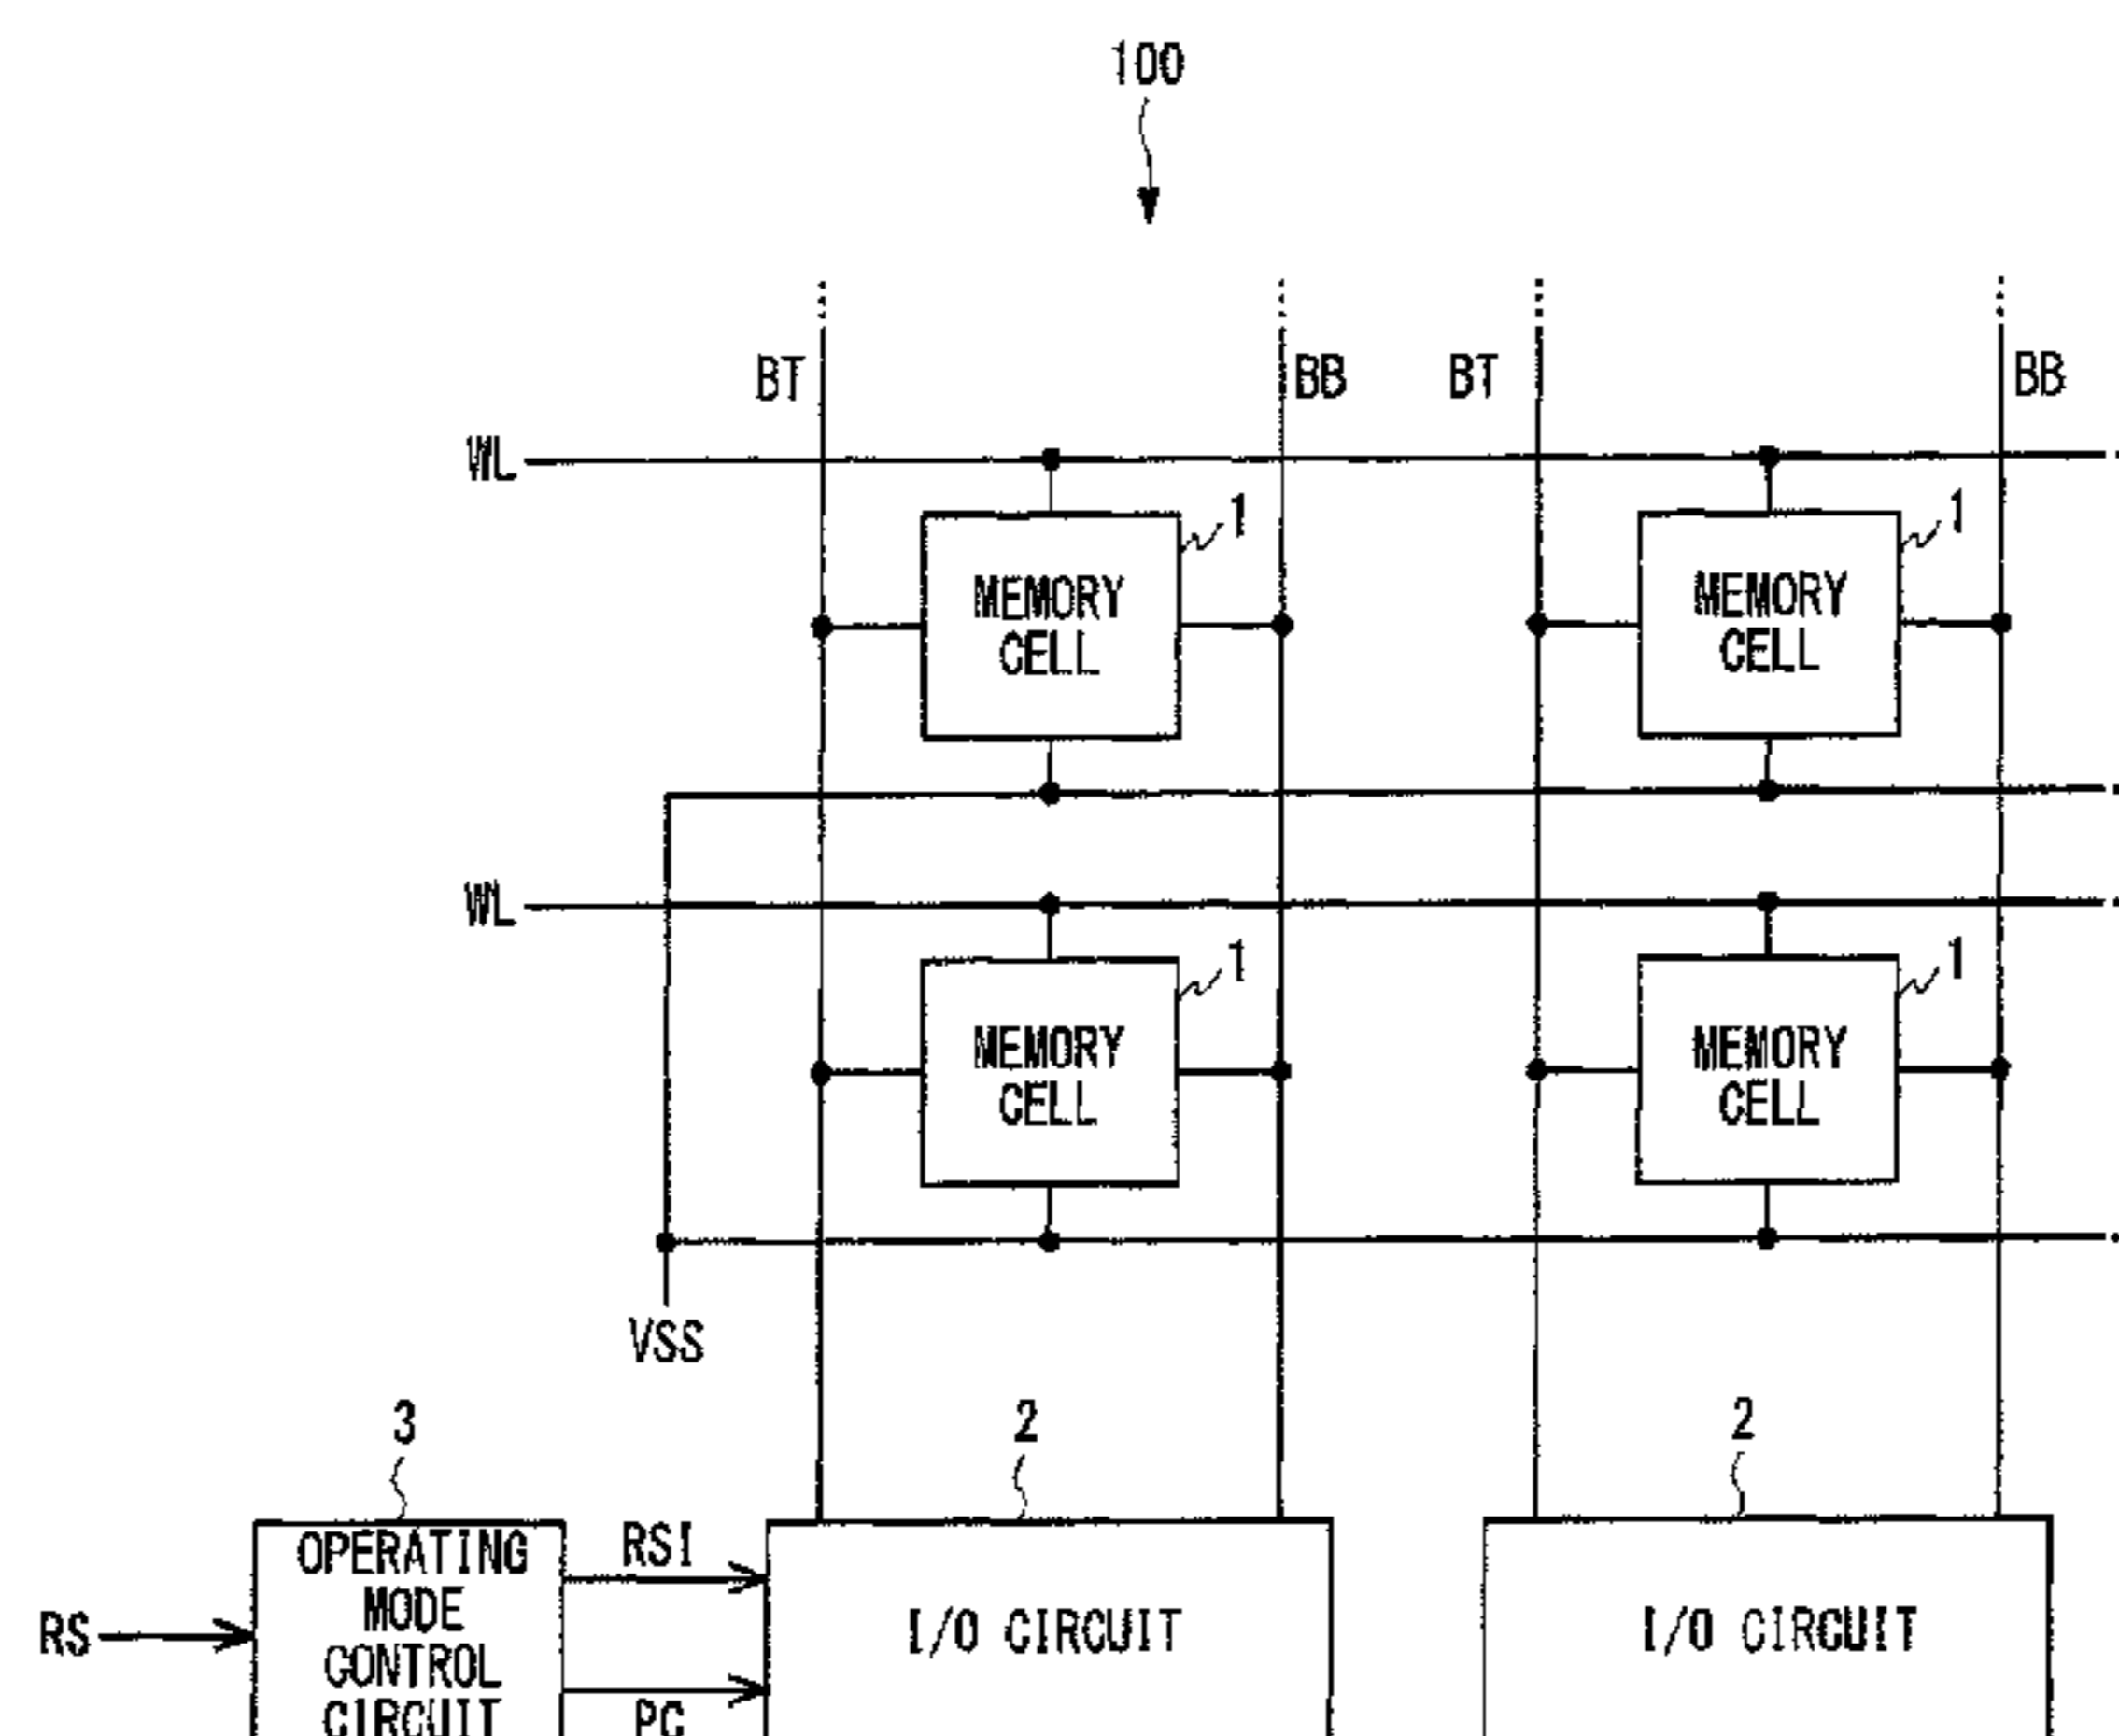 100
BT
BB
BT
BB
WL
1
1
MEMORY
CELL
MEMORY
CELL
WL
1
1
MEMORY
CELL
MEMORY
CELL
VSS
3
2
2
OPERATING
MODE
CONTROL
CIRCUIT
RS
RSI
PC
I/O CIRCUIT
I/O CIRCUIT